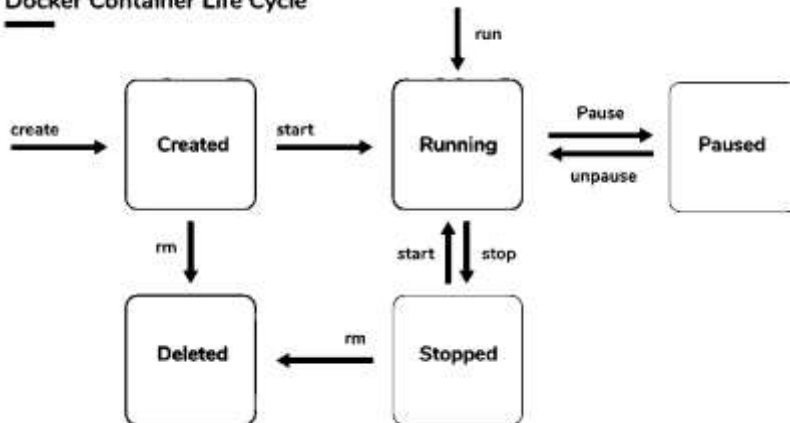 Docker Container Life Cycle
run
create
Created
start
Running
Pause
unpause
Paused
rm
start
stop
Deleted
rm
Stopped